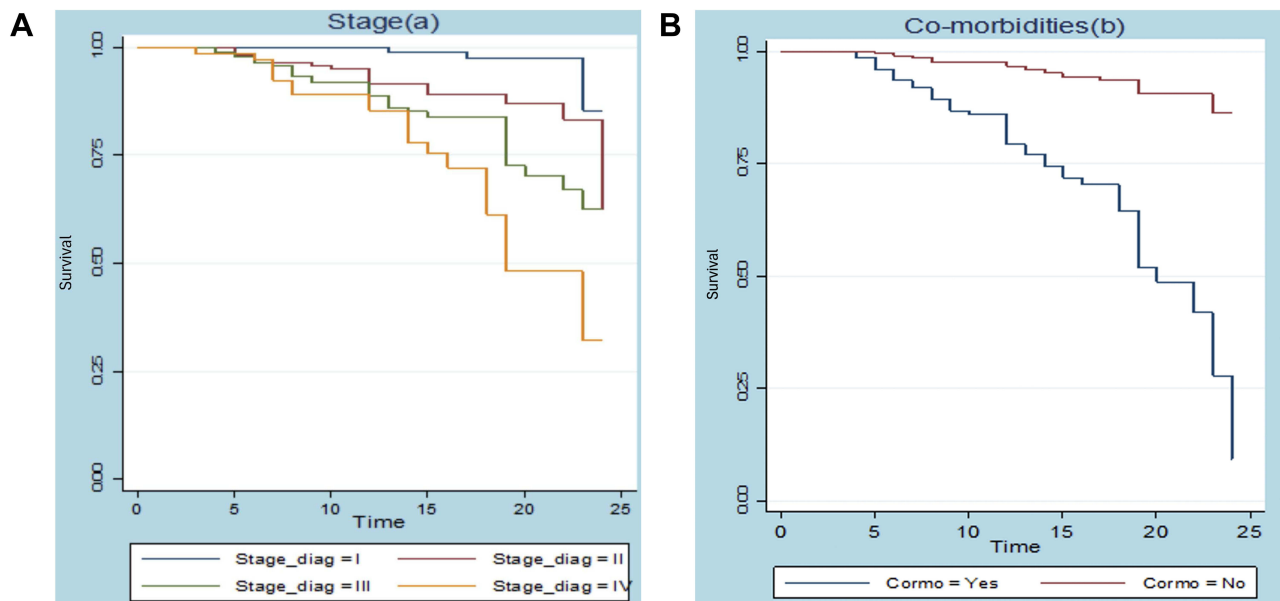 A
Stage(a)
Survival
1.00
0.75
0.50
0.25
0.00
0 5 10 15 20 25
Time
Stage_diag = I Stage_diag = II
Stage_diag = III Stage_diag = IV
B
Co-morbidities(b)
Survival
1.00
0.75
0.50
0.25
0.00
0 5 10 15 20 25
Time
Cormo = Yes Cormo = No